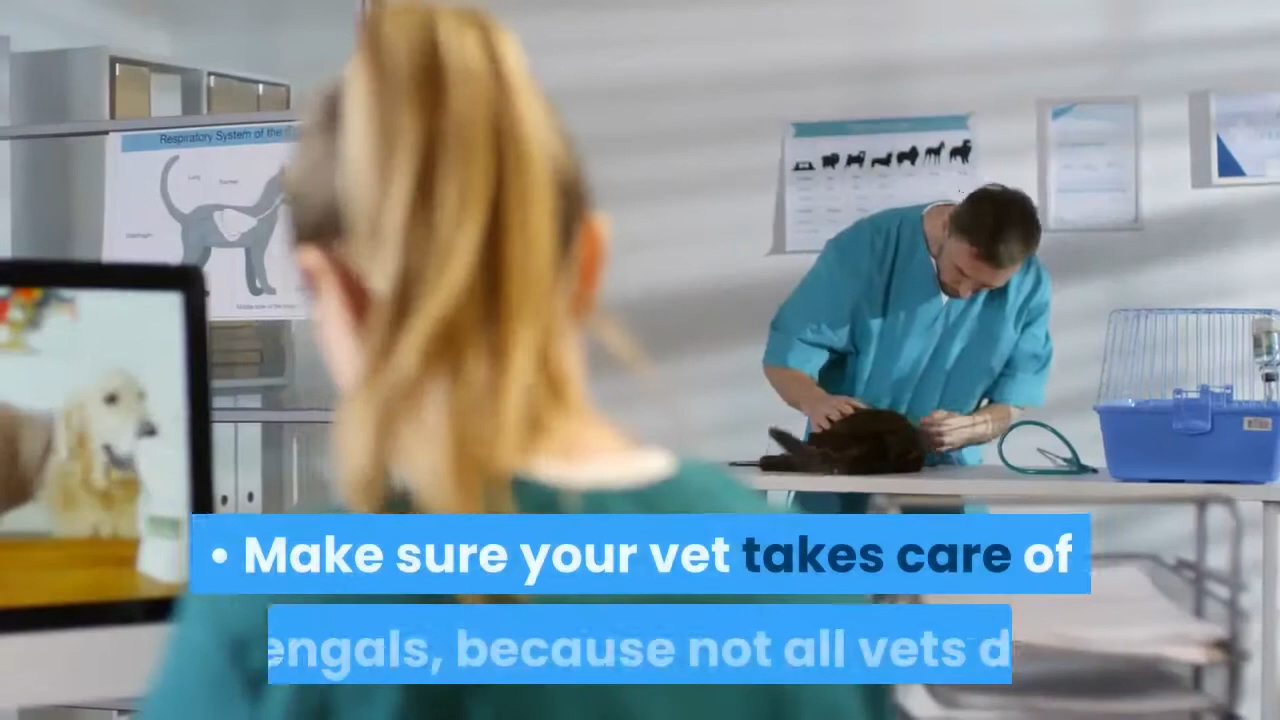 Respiratory System of the
• Make sure your vet takes care of
engals, because not all vets d